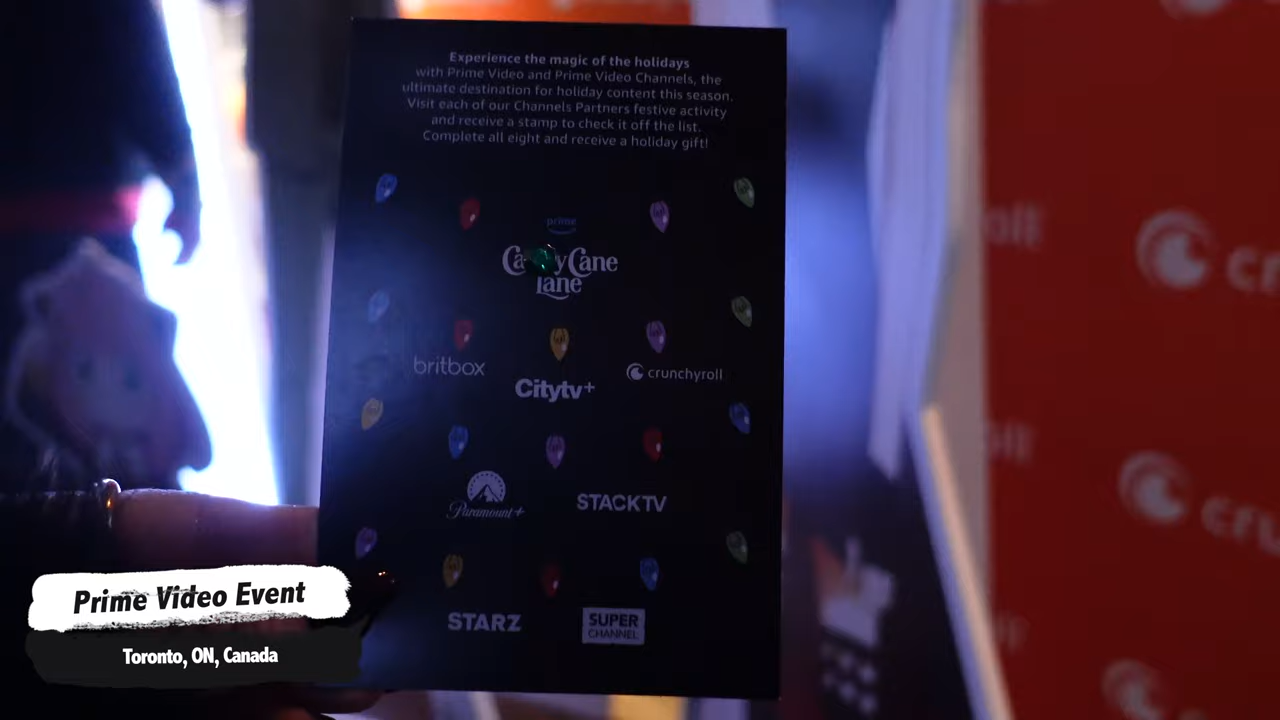 Experience the magic of the holidays
with Prime Video and Prime Video Channels, the
ultimate destination for holiday content this season.
Visit each of our Channels Partners festive activity
and receive a stamp to check it off the list.
Complete all eight and receive a holiday gift!
prime
Ca y Cane
Lane
britbox
Citytv+
crunchyroll
Paramount+
STACKTV
STARZ
SUPER
CHANNEL
Prime Video Event
Toronto, ON, Canada